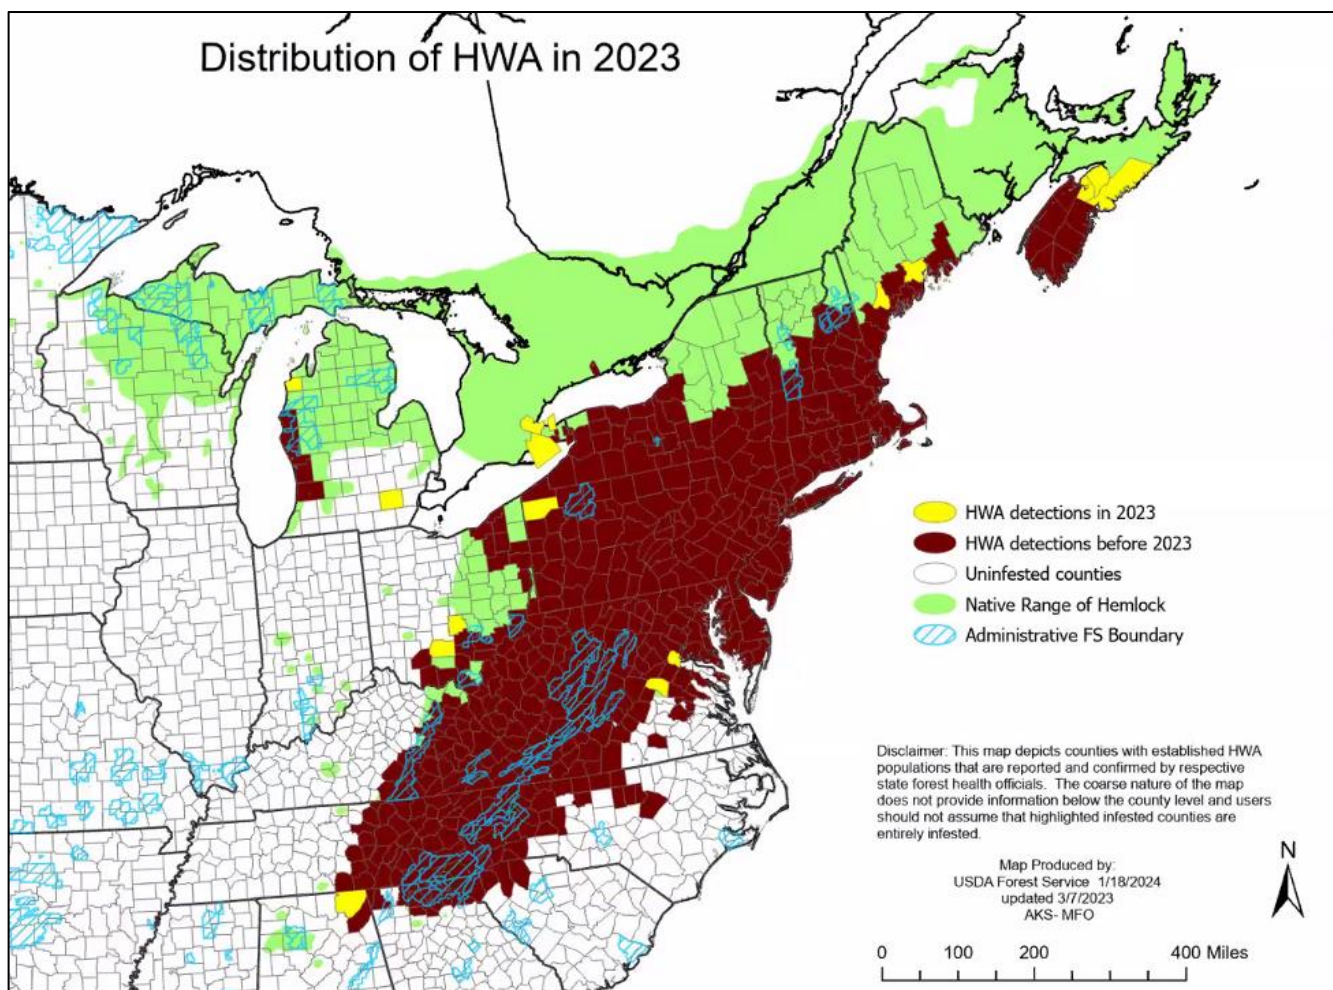 Distribution of HWA in 2023
HWA detections in 2023
HWA detections before 2023
Uninfested counties
Native Range of Hemlock
Administrative FS Boundary
Disclaimer: This map depicts counties with established HWA
populations that are reported and confirmed by respective
state forest health officials. The coarse nature of the map
does not provide information below the county level and users
should not assume that highlighted infested counties are
entirely infested.
Map Produced by:
USDA Forest Service 1/18/2024
updated 3/7/2023
AKS- MFO
N
0 100 200 400 Miles